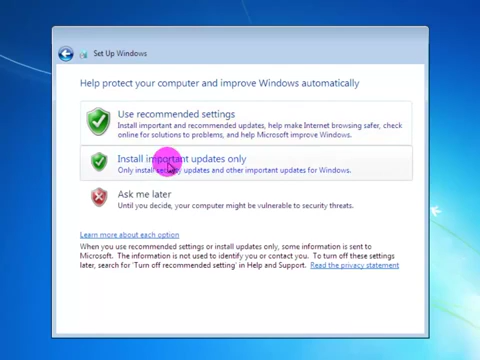 Set Up Windows
Help protect your computer and improve Windows automatically
Use recommended settings
Install important and recommended updates, help make Internet browsing safer, check
online for solutions to problems, and help Microsoft improve Windows.
Install important updates only
Only install security updates and other important updates for Windows.
Ask me later
Until you decide, your computer might be vulnerable to security threats.
Learn more about each option
When you use recommended settings or install updates only, some information is sent to
Microsoft. The information is not used to identify you or contact you. To turn off these settings
later, search for 'Turn off recommended setting' in Help and Support. Read the privacy statement